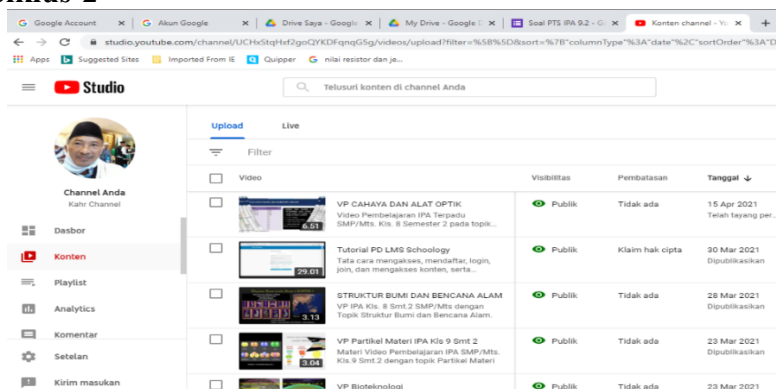 Google Account
Akun Google
Drive Saya - Google
My Drive - Google D
Soal PTS IPA 9.2 - G
Konten channel - Yo
studio.youtube.com/channel/UCHxStqHxf2goQYKDFqnqG5g/videos/upload?filter=%5B%5D&sort=%7B"columnType"%3A"date"%2C"sortOrder"%3A"D
Apps Suggested Sites Imported From IE Quipper nilai resistor dan je...
Studio
Telusuri konten di channel Anda
Channel Anda
Kahr Channel
Dasbor
Konten
Playlist
Analytics
Komentar
Setelan
Kirim masukan
Upload Live
Filter
Video Visibilitas Pembatasan Tanggal
6.51
VP CAHAYA DAN ALAT OPTIK
Video Pembelajaran IPA Terpadu
SMP/Mts. Kls. 8 Semester 2 pada topik...
Publik Tidak ada 15 Apr 2021
Telah tayang per...
29.01
Tutorial PD LMS Schoology
Tata cara mengakses, mendaftar, login,
join, dan mengakses konten, serta...
Publik Klaim hak cipta 30 Mar 2021
Dipublikasikan
3.13
STRUKTUR BUMI DAN BENCANA ALAM
VP IPA Kls. 8 Smt.2 SMP/Mts dengan
Topik Struktur Bumi dan Bencana Alam.
Publik Tidak ada 28 Mar 2021
Dipublikasikan
3.04
VP Partikel Materi IPA Kls 9 Smt 2
Materi Video Pembelajaran IPA SMP/Mts.
Kls.9 Smt.2 dengan topik Partikel Materi
Publik Tidak ada 23 Mar 2021
Dipublikasikan
VP Bioteknologi
Publik Tidak ada 23 Mar 2021